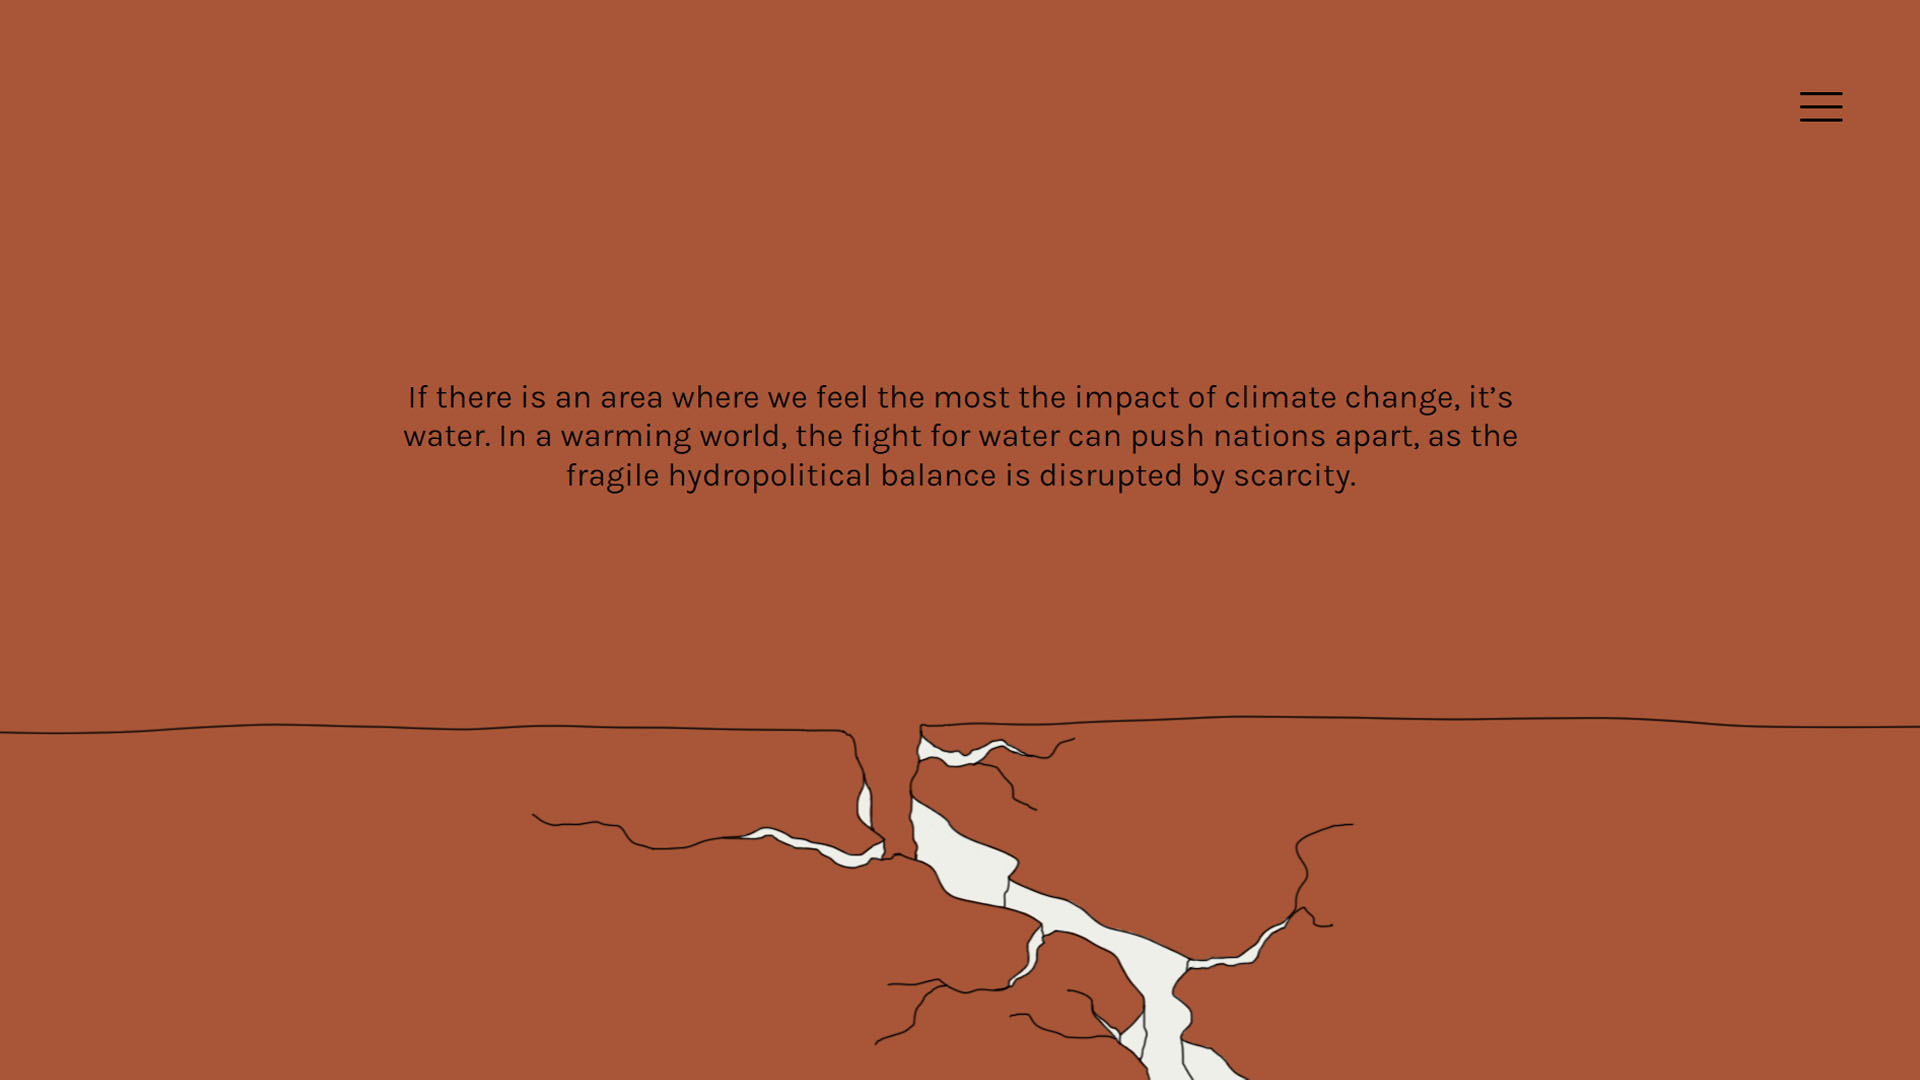 If there is an area where we feel the most the impact of climate change, it’s
water. In a warming world, the fight for water can push nations apart, as the
fragile hydropolitical balance is disrupted by scarcity.